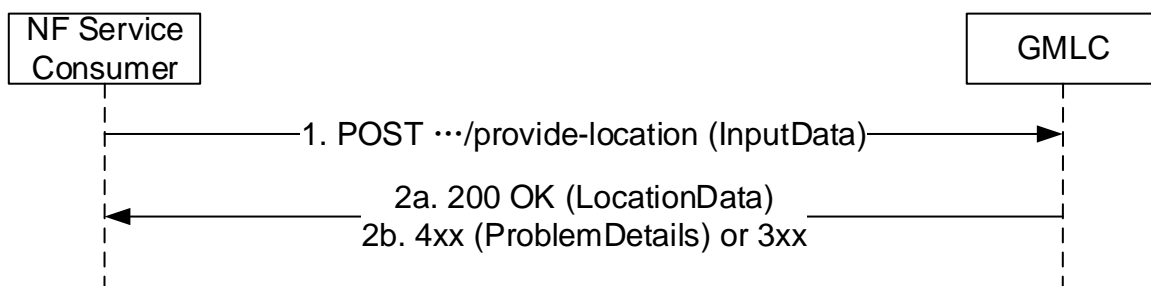 NF Service
Consumer
GMLC
1. POST ···/provide-location (InputData)
2a. 200 OK (LocationData)
2b. 4xx (ProblemDetails) or 3xx